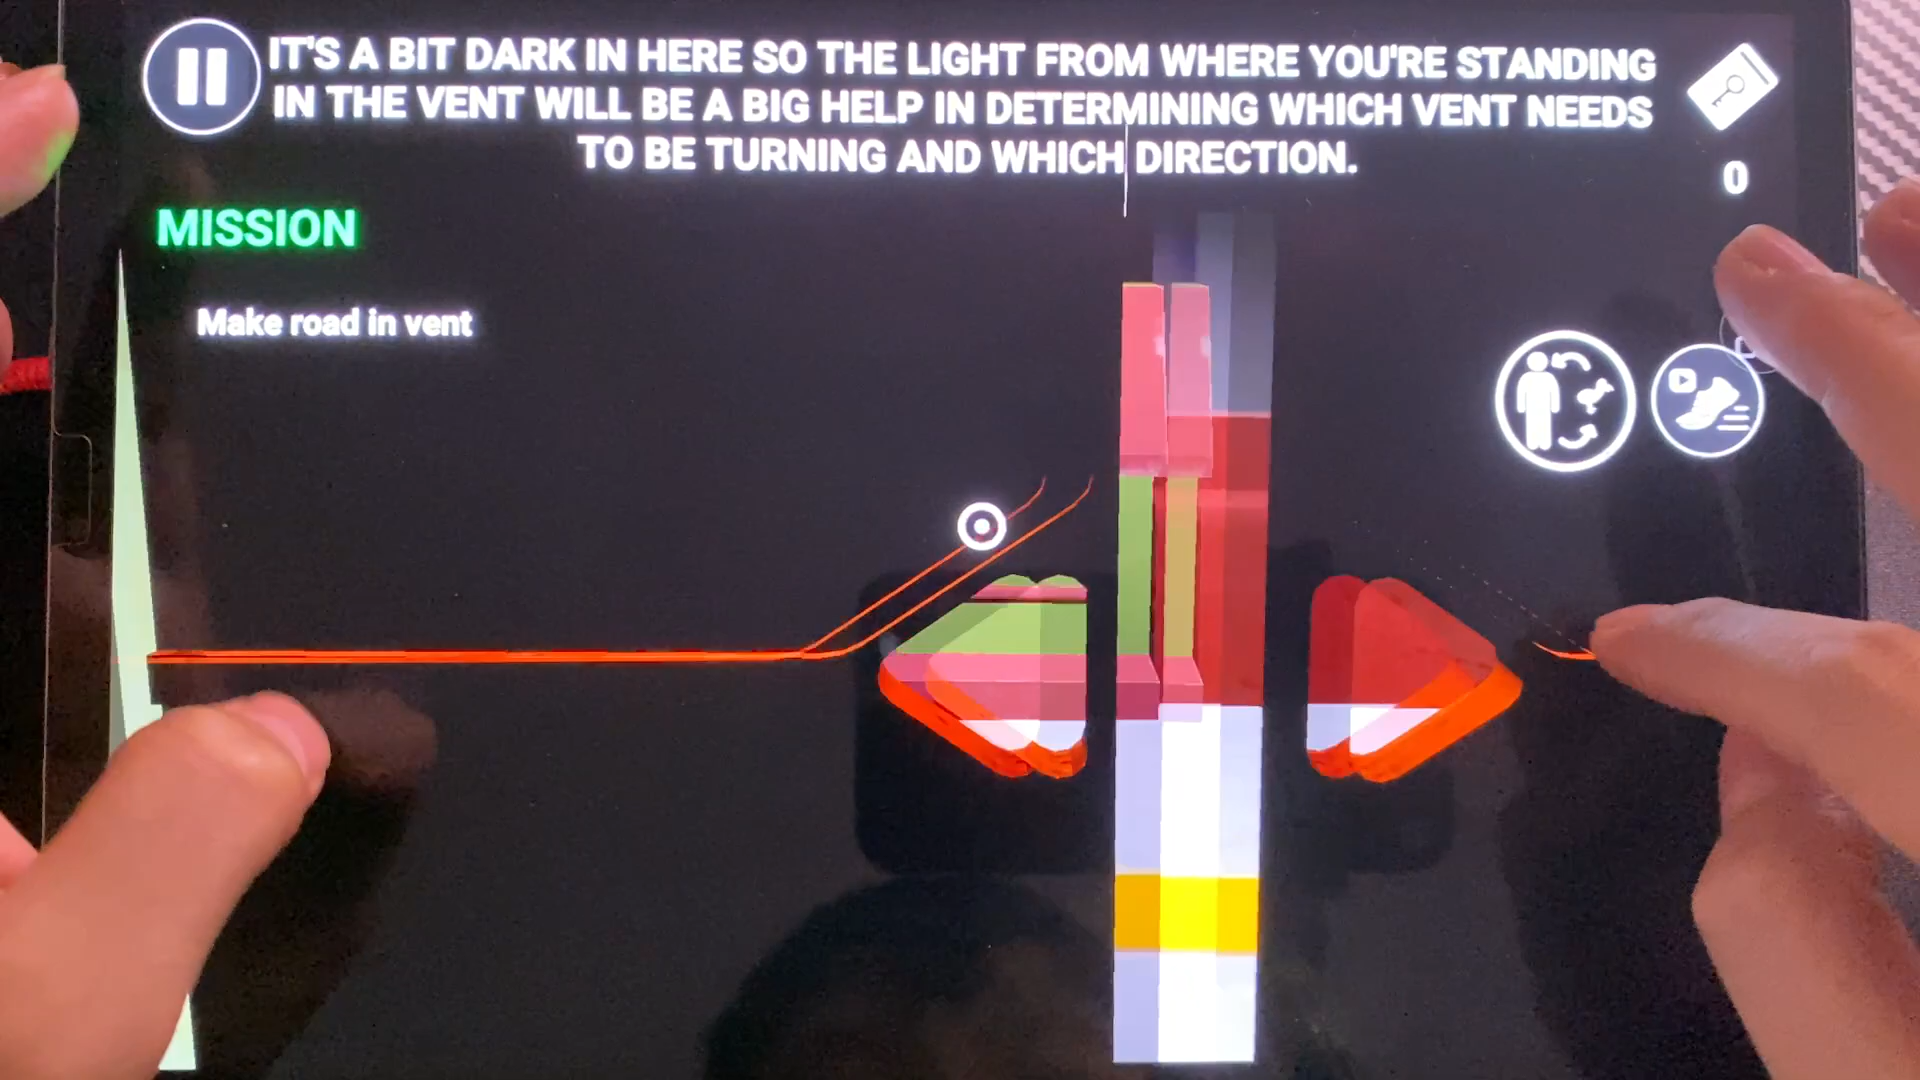 IT'S A BIT DARK IN HERE SO THE LIGHT FROM WHERE YOU'RE STANDING
IN THE VENT WILL BE A BIG HELP IN DETERMINING WHICH VENT NEEDS
TO BE TURNING AND WHICH DIRECTION.
0
MISSION
Make road in vent